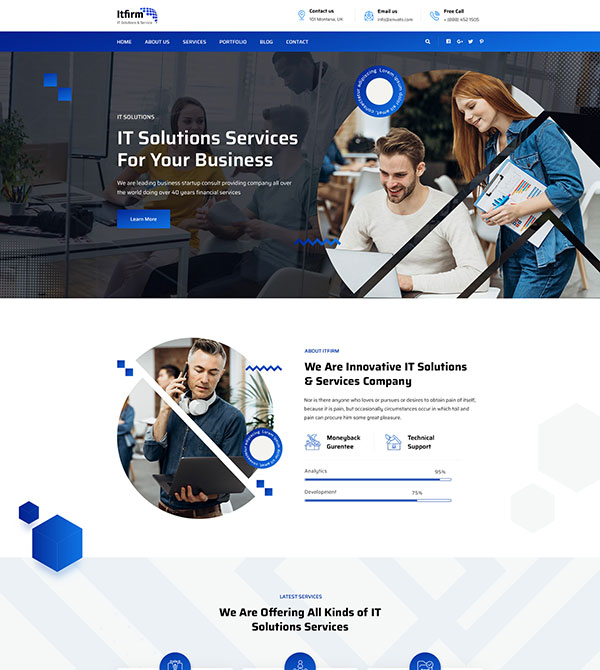 Itfirm
IT Solutions & Service
Contact us
101 Montena, UK
Email us
info@envato.com
Free Call
+ (888) 452 1505
HOME
ABOUT US
SERVICES
PORTFOLIO
BLOG
CONTACT
IT SOLUTIONS
IT Solutions Services
For Your Business
We are leading business startup consult providing company all over
the world doing over 40 years financial services
Learn More
ABOUT ITFIRM
We Are Innovative IT Solutions
& Services Company
Nor is there anyone who loves or pursues or desires to obtain pain of itself,
because it is pain, but occasionally circumstances occur in which toil and
pain can procure him some great pleasure.
Moneyback
Gurentee
Technical
Support
Analytics
95%
Development
75%
LATEST SERVICES
We Are Offering All Kinds of IT
Solutions Services